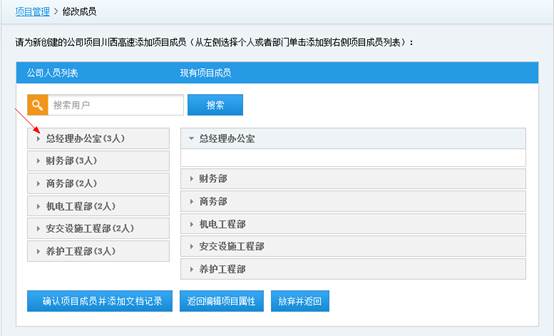 项目管理 > 修改成员
请为新创建的公司项目川西高速添加项目成员（从左侧选择个人或者部门单击添加到右侧项目成员列表）：
公司人员列表 现有项目成员
搜索用户 搜索
总经理办公室(3人) 总经理办公室
财务部(3人) 财务部
商务部(2人) 商务部
机电工程部(2人) 机电工程部
安交设施工程部(2人) 安交设施工程部
养护工程部(3人) 养护工程部
确认项目成员并添加文档记录 返回编辑项目属性 放弃并返回